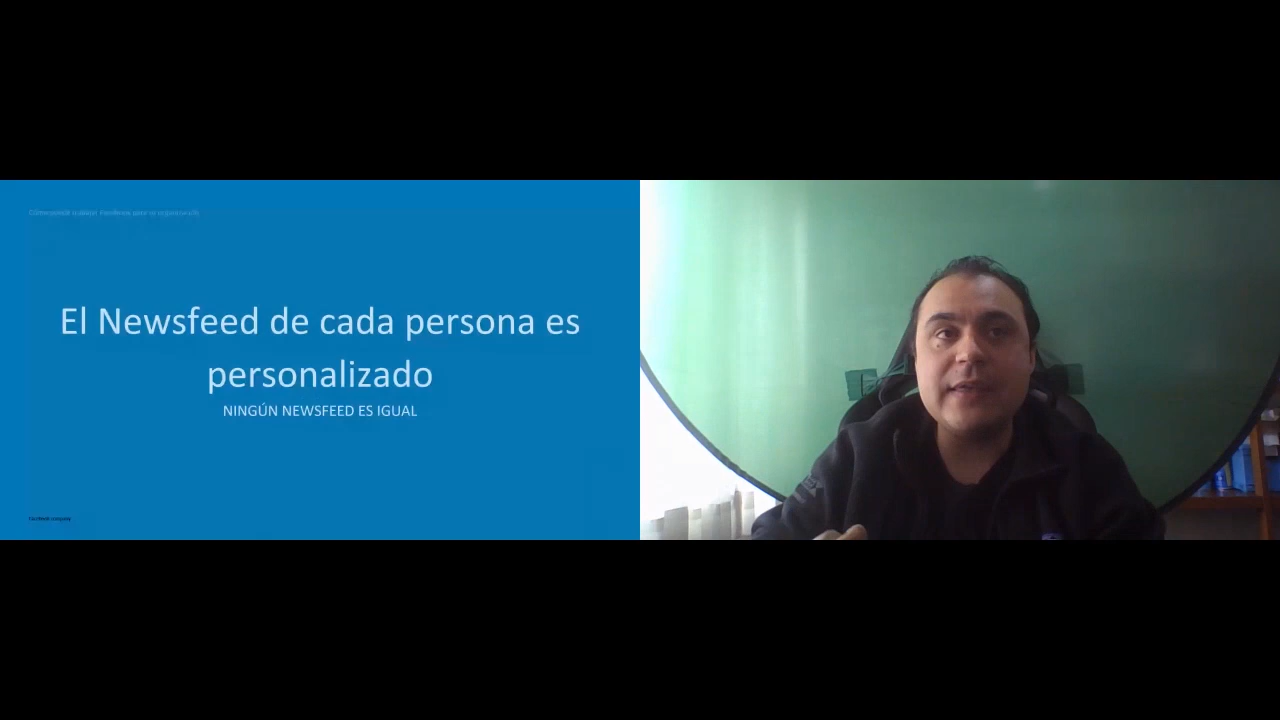 El Newsfeed de cada persona es
personalizado
NINGÚN NEWSFEED ES IGUAL